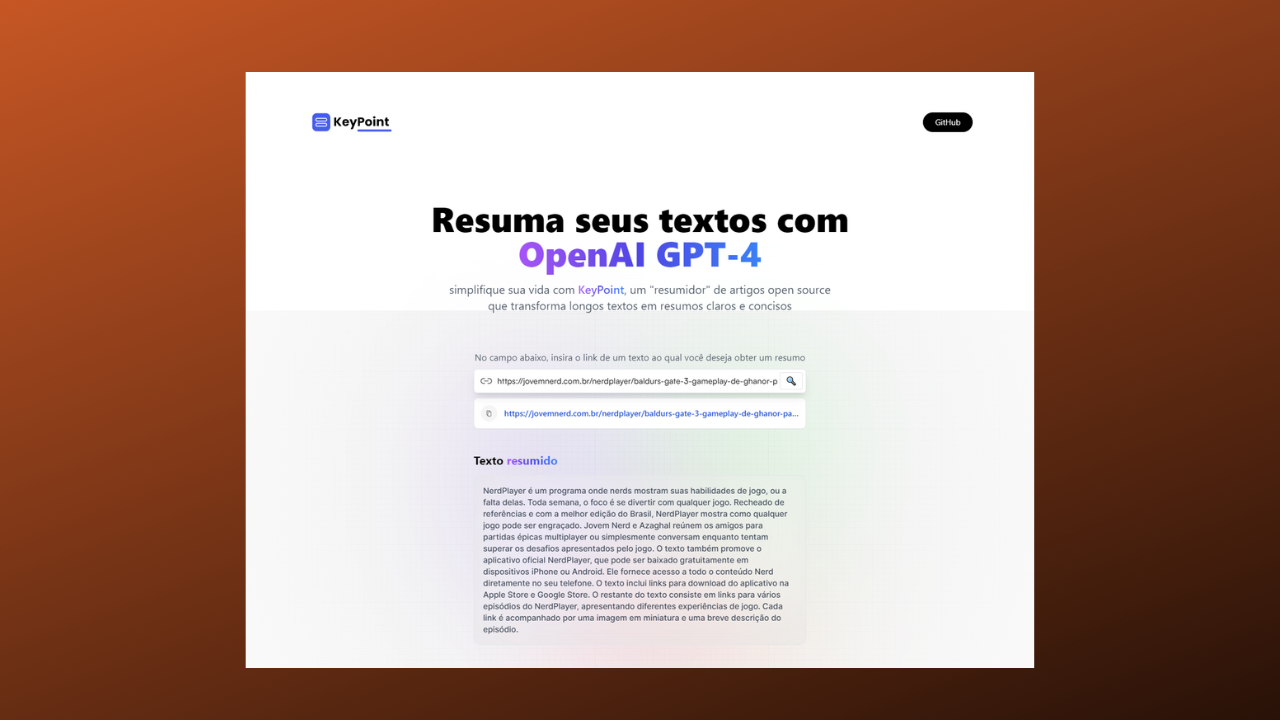 KeyPoint
GitHub
Resuma seus textos com
OpenAI GPT-4
simplifique sua vida com KeyPoint, um "resumidor" de artigos open source
que transforma longos textos em resumos claros e concisos
No campo abaixo, insira o link de um texto ao qual você deseja obter um resumo
https://jovemnerd.com.br/nerdplayer/baldurs-gate-3-gameplay-de-ghanor-p
https://jovemnerd.com.br/nerdplayer/baldurs-gate-3-gameplay-de-ghanor-pa...
Texto resumido
NerdPlayer é um programa onde nerds mostram suas habilidades de jogo, ou a
falta delas. Toda semana, o foco é se divertir com qualquer jogo. Recheado de
referências e com a melhor edição do Brasil, NerdPlayer mostra como qualquer
jogo pode ser engraçado. Jovem Nerd e Azaghal reúnem os amigos para
partidas épicas multiplayer ou simplesmente conversam enquanto tentam
superar os desafios apresentados pelo jogo. O texto também promove o
aplicativo oficial NerdPlayer, que pode ser baixado gratuitamente em
dispositivos iPhone ou Android. Ele fornece acesso a todo o conteúdo Nerd
diretamente no seu telefone. O texto inclui links para download do aplicativo na
Apple Store e Google Store. O restante do texto consiste em links para vários
episódios do NerdPlayer, apresentando diferentes experiências de jogo. Cada
link é acompanhado por uma imagem em miniatura e uma breve descrição do
episódio.